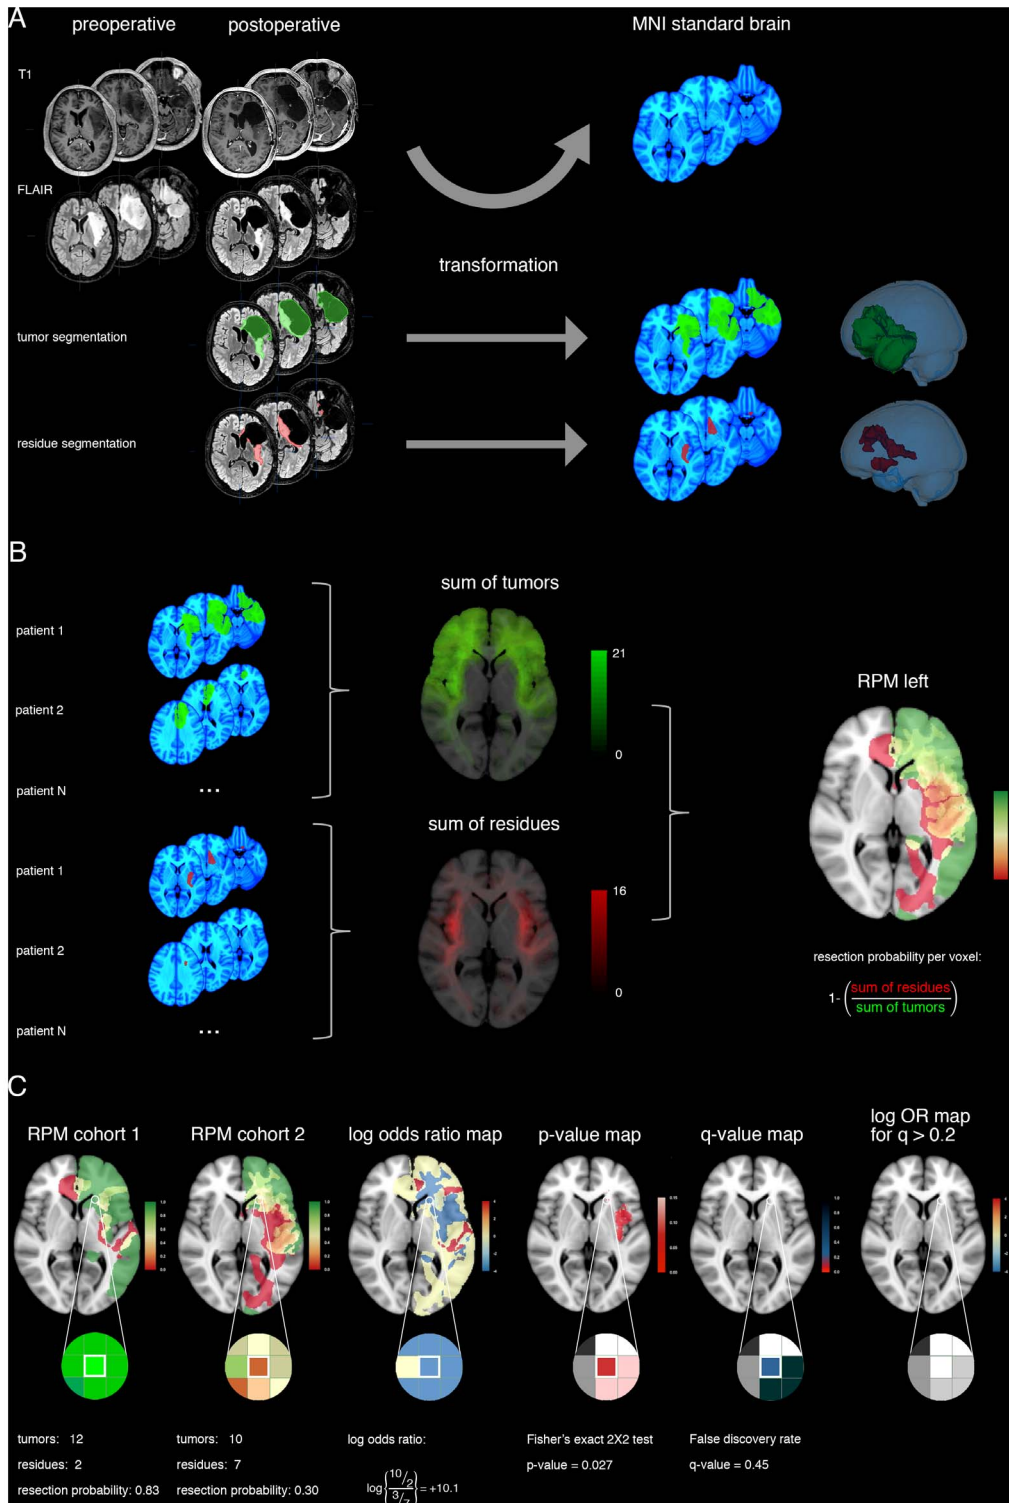 A
preoperative
postoperative
MNI standard brain
T1
FLAIR
transformation
tumor segmentation
residue segmentation
B
sum of tumors
patient 1
21
patient 2
RPM left
0
patient N
...
sum of residues
patient 1
16
patient 2
resection probability per voxel:
0
1-(sum of residues
sum of tumors)
patient N
...
C
RPM cohort 1
RPM cohort 2
log odds ratio map
p-value map
q-value map
log OR map
for q > 0.2
tumors: 12
residues: 2
resection probability: 0.83
tumors: 10
residues: 7
resection probability: 0.30
log odds ratio:
log{10/2
3/7} = +10.1
Fisher's exact 2X2 test
p-value = 0.027
False discovery rate
q-value = 0.45